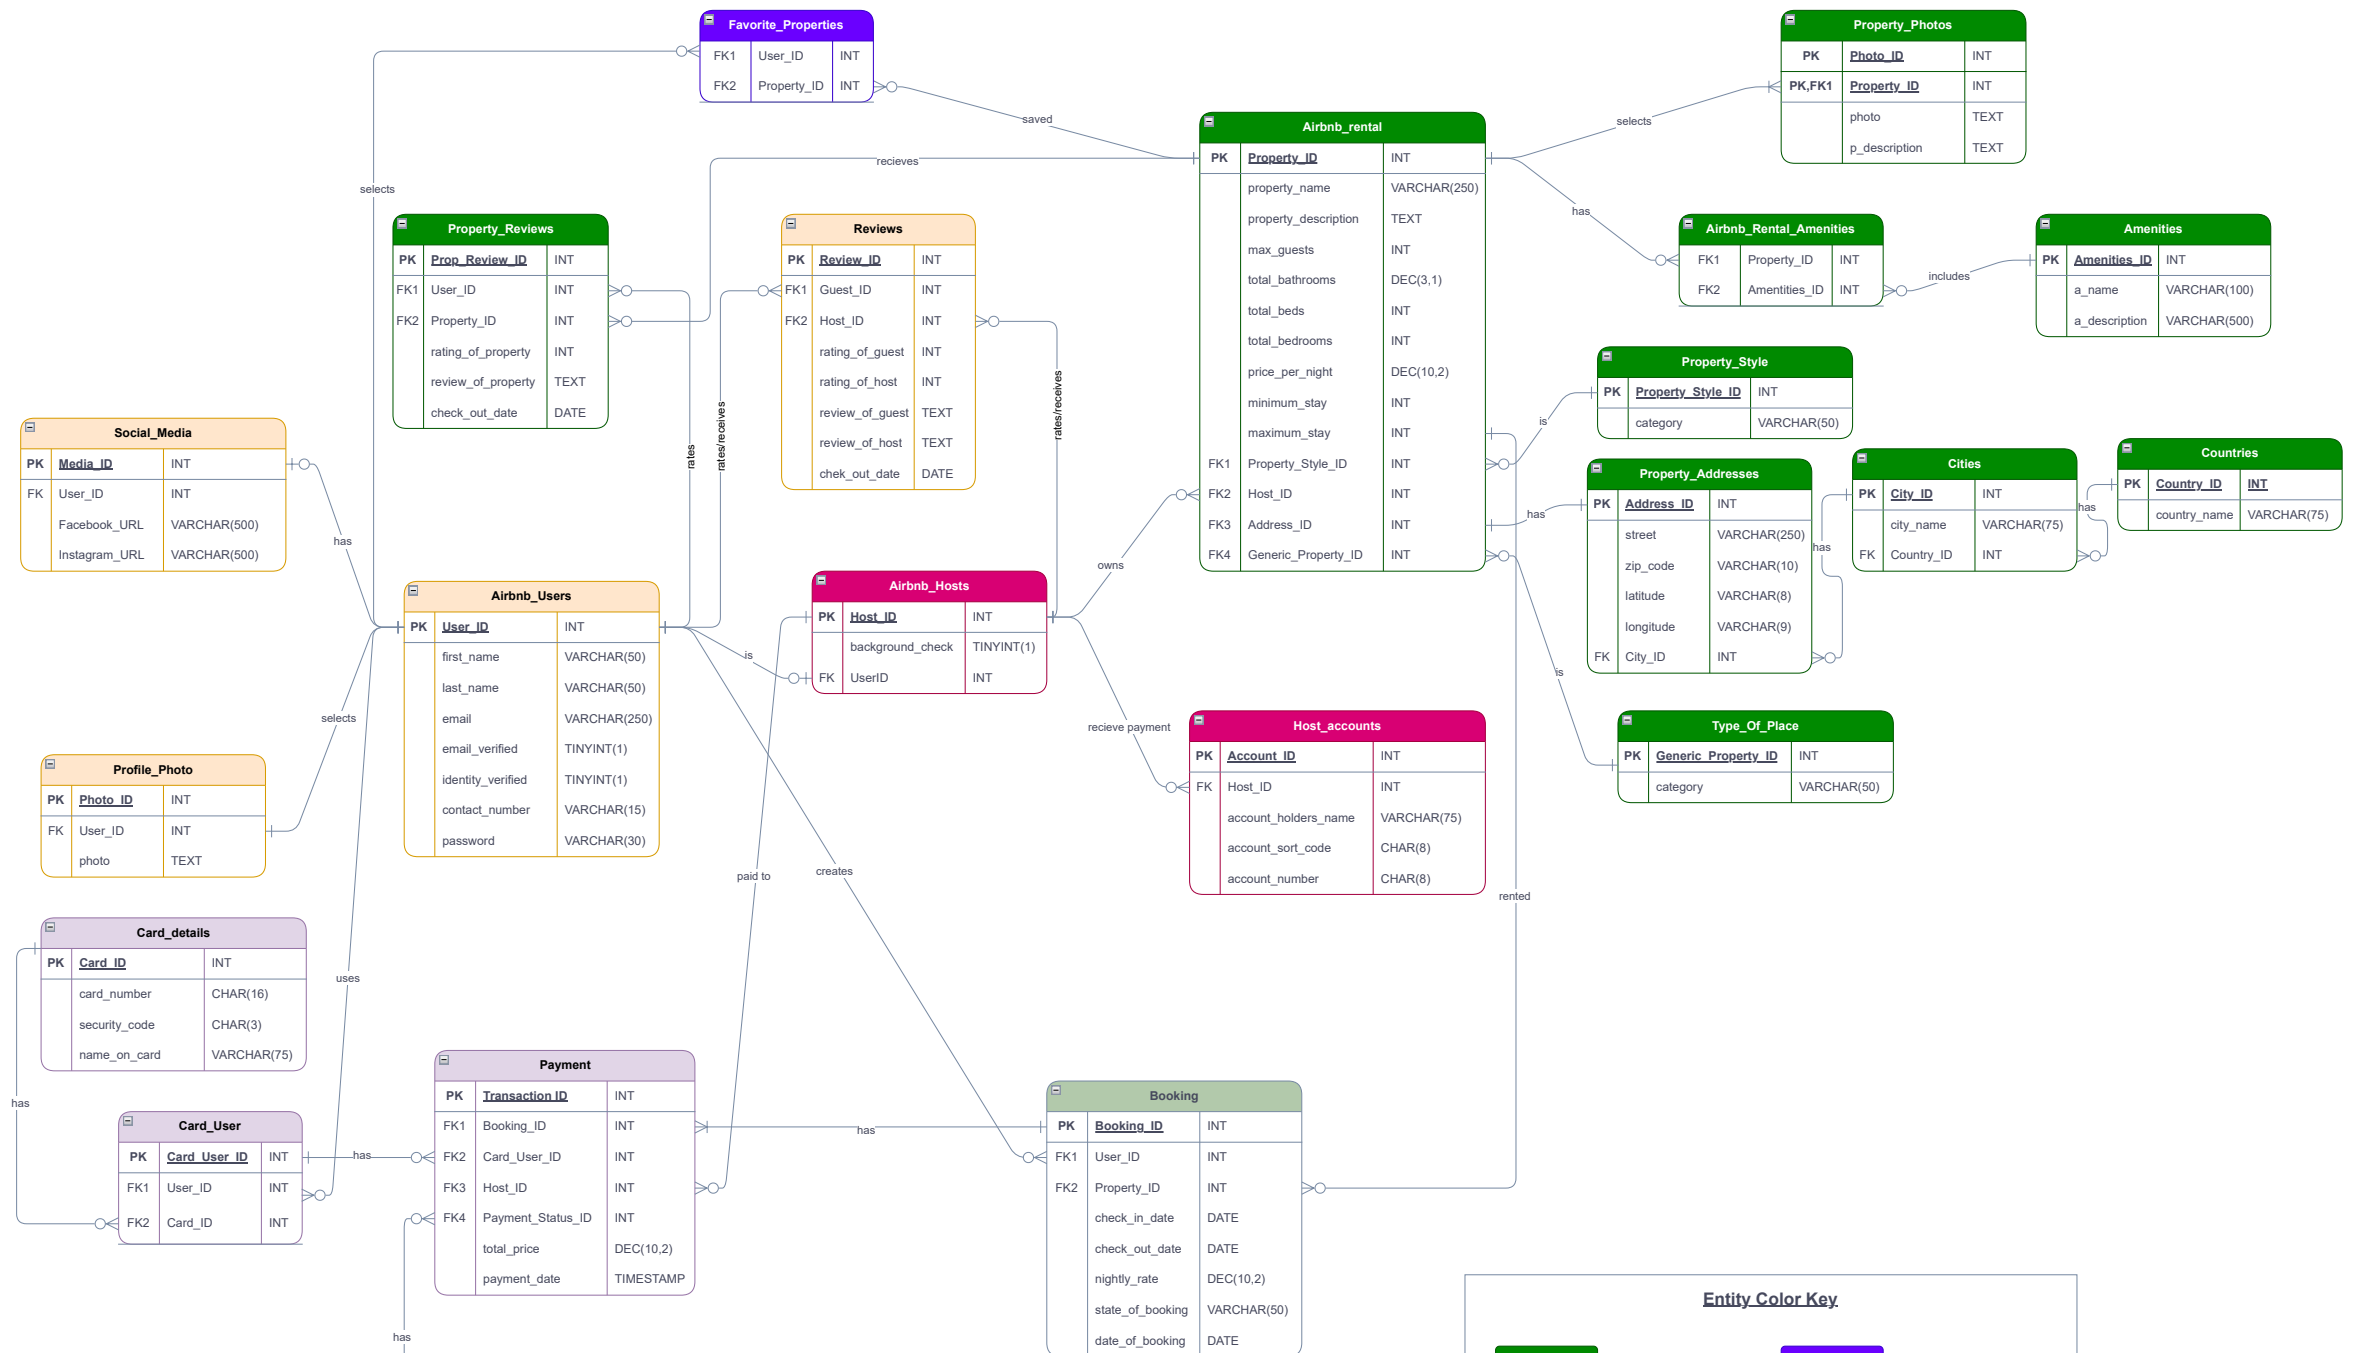 Favorite_Properties
FK1 User_ID INT
FK2 Property_ID INT
Property_Photos
PK Photo_ID INT
PK,FK1 Property_ID INT
photo TEXT
p_description TEXT
saved
selects
recieves
selects
has
Airbnb_rental
PK Property_ID INT
property_name VARCHAR(250)
property_description TEXT
max_guests INT
total_bathrooms DEC(3,1)
total_beds INT
total_bedrooms INT
price_per_night DEC(10,2)
minimum_stay INT
maximum_stay INT
FK1 Property_Style_ID INT
FK2 Host_ID INT
FK3 Address_ID INT
FK4 Generic_Property_ID INT
Property_Reviews
PK Prop_Review_ID INT
FK1 User_ID INT
FK2 Property_ID INT
rating_of_property INT
review_of_property TEXT
check_out_date DATE
Reviews
PK Review_ID INT
FK1 Guest_ID INT
FK2 Host_ID INT
rating_of_guest INT
rating_of_host INT
review_of_guest TEXT
review_of_host TEXT
chek_out_date DATE
Airbnb_Rental_Amenities
FK1 Property_ID INT
FK2 Amentities_ID INT
includes
Amenities
PK Amenities_ID INT
a_name VARCHAR(100)
a_description VARCHAR(500)
rates
rates/receives
rates/receives
Property_Style
PK Property_Style_ID INT
category VARCHAR(50)
is
Social_Media
PK Media_ID INT
FK User_ID INT
Facebook_URL VARCHAR(500)
Instagram_URL VARCHAR(500)
has
Property_Addresses
PK Address_ID INT
street VARCHAR(250)
zip_code VARCHAR(10)
latitude VARCHAR(8)
longitude VARCHAR(9)
FK City_ID INT
has
has
Cities
PK City_ID INT
city_name VARCHAR(75)
FK Country_ID INT
has
Countries
PK Country_ID INT
country_name VARCHAR(75)
owns
Airbnb_Users
PK User_ID INT
first_name VARCHAR(50)
last_name VARCHAR(50)
email VARCHAR(250)
email_verified TINYINT(1)
identity_verified TINYINT(1)
contact_number VARCHAR(15)
password VARCHAR(30)
is
Airbnb_Hosts
PK Host_ID INT
background_check TINYINT(1)
FK UserID INT
is
selects
recieve payment
Host_accounts
PK Account_ID INT
FK Host_ID INT
account_holders_name VARCHAR(75)
account_sort_code CHAR(8)
account_number CHAR(8)
Type_Of_Place
PK Generic_Property_ID INT
category VARCHAR(50)
Profile_Photo
PK Photo_ID INT
FK User_ID INT
photo TEXT
paid to
creates
rented
Card_details
PK Card_ID INT
card_number CHAR(16)
security_code CHAR(3)
name_on_card VARCHAR(75)
uses
has
Card_User
PK Card_User_ID INT
FK1 User_ID INT
FK2 Card_ID INT
has
Payment
PK Transaction ID INT
FK1 Booking_ID INT
FK2 Card_User_ID INT
FK3 Host_ID INT
FK4 Payment_Status_ID INT
total_price DEC(10,2)
payment_date TIMESTAMP
has
has
Booking
PK Booking_ID INT
FK1 User_ID INT
FK2 Property_ID INT
check_in_date DATE
check_out_date DATE
nightly_rate DEC(10,2)
state_of_booking VARCHAR(50)
date_of_booking DATE
Entity Color Key